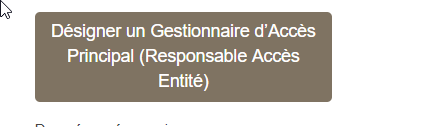 Désigner un Gestionnaire d'Accès
Principal (Responsable Accès
Entité)